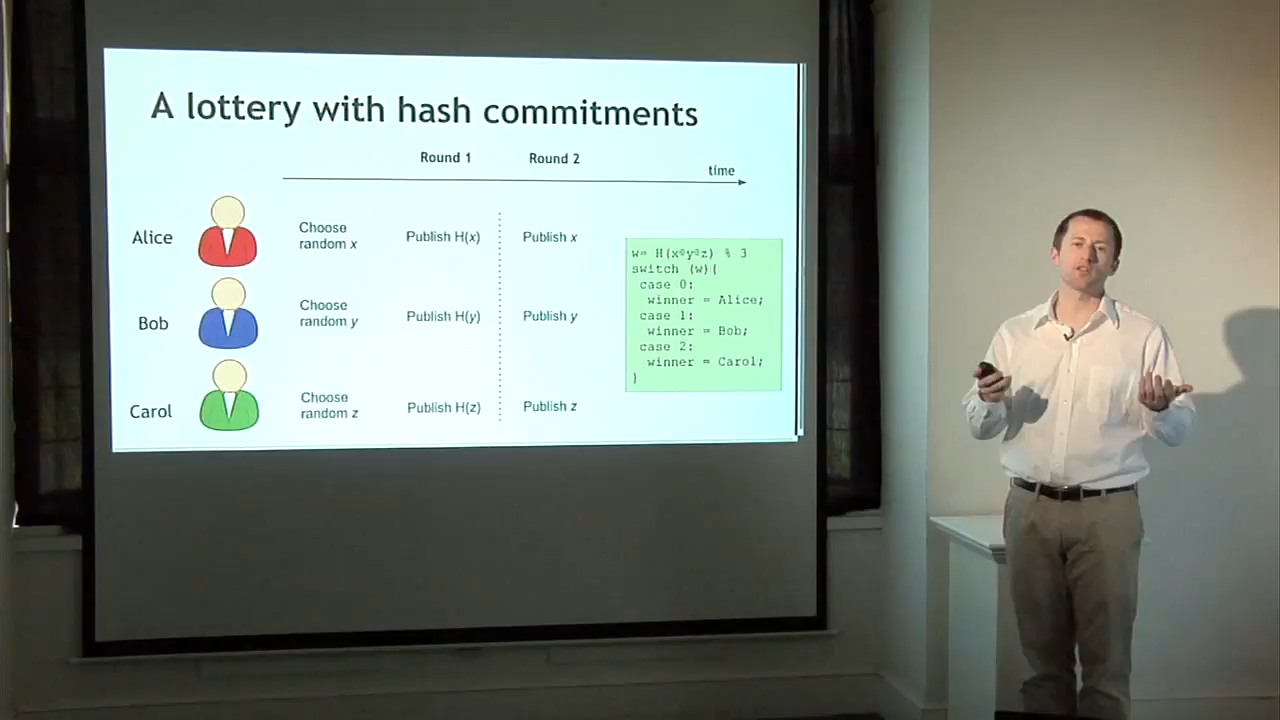 A lottery with hash commitments
Round 1
Round 2
time
Alice
Choose
random x
Publish H(x)
Publish x
Bob
Choose
random y
Publish H(y)
Publish y
Carol
Choose
random z
Publish H(z)
Publish z
w= H(x⊕y⊕z) % 3
switch (w){
case 0:
winner = Alice;
case 1:
winner = Bob;
case 2:
winner = Carol;
}